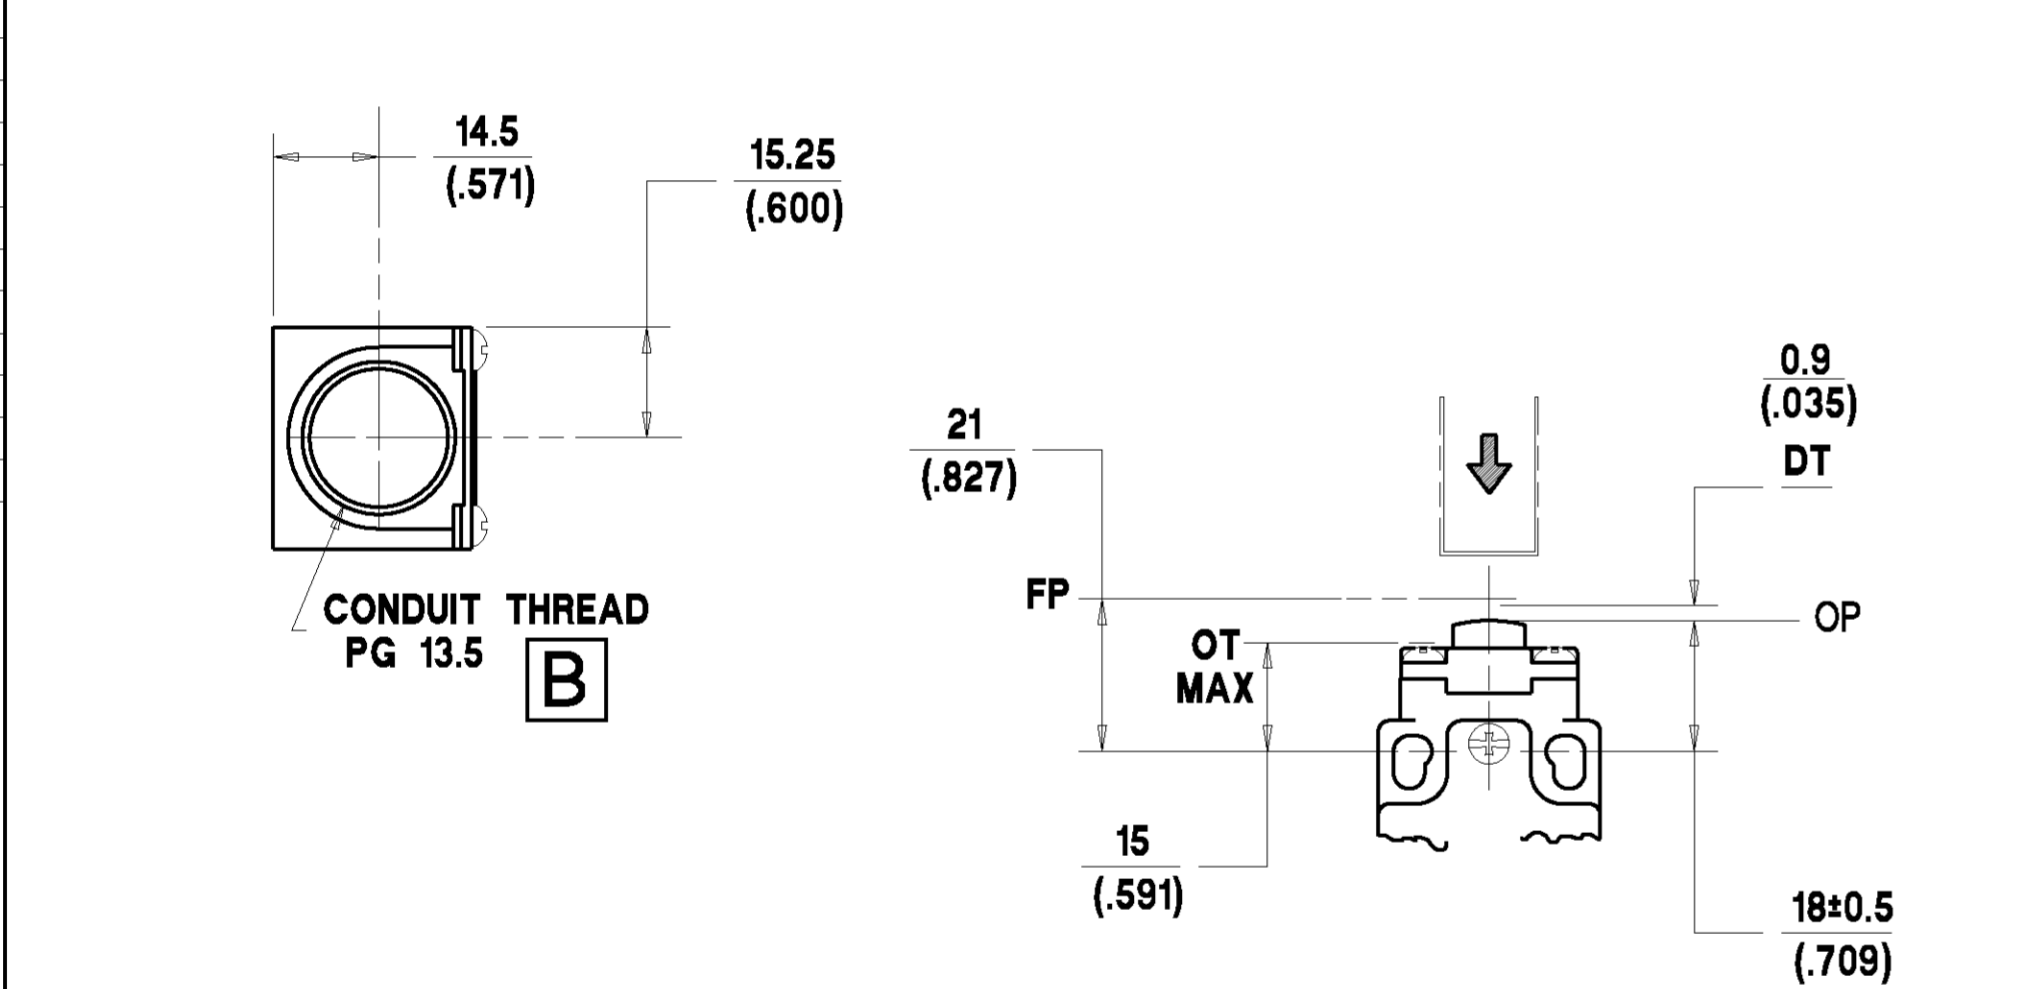 14.5
(.571)
15.25
(.600)
CONDUIT THREAD
PG 13.5
B
21
(.827)
FP
OT
MAX
15
(.591)
0.9
(.035)
DT
OP
18±0.5
(.709)